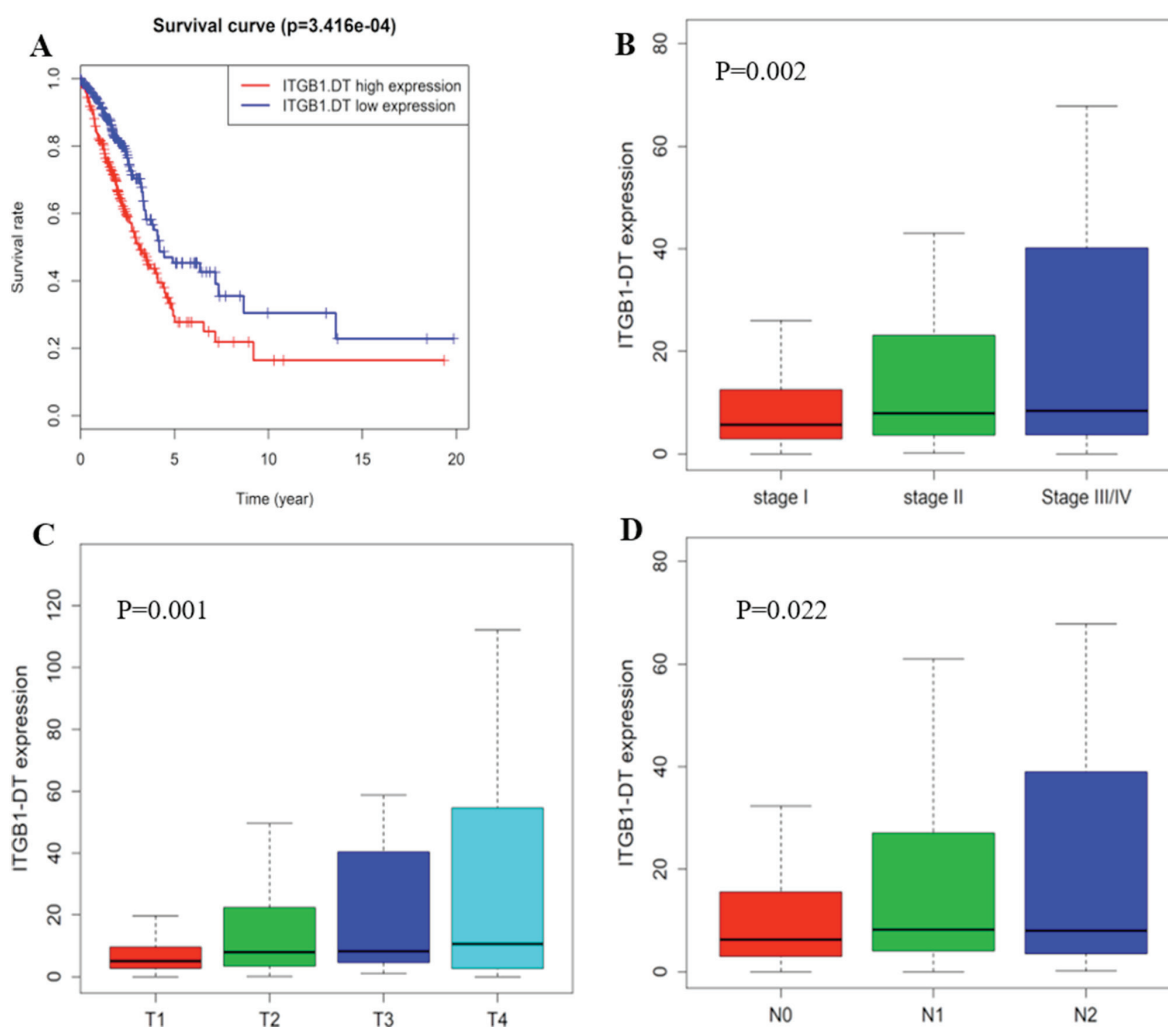 A
Survival curve (p=3.416e-04)
ITGB1.DT high expression
ITGB1.DT low expression
Survival rate
1.0
0.8
0.6
0.4
0.2
0.0
0 5 10 15 20
Time (year)
B
P=0.002
ITGB1-DT expression
80
60
40
20
0
stage I stage II Stage III/IV
C
P=0.001
ITGB1-DT expression
120
100
80
60
40
20
0
T1 T2 T3 T4
D
P=0.022
ITGB1-DT expression
80
60
40
20
0
N0 N1 N2